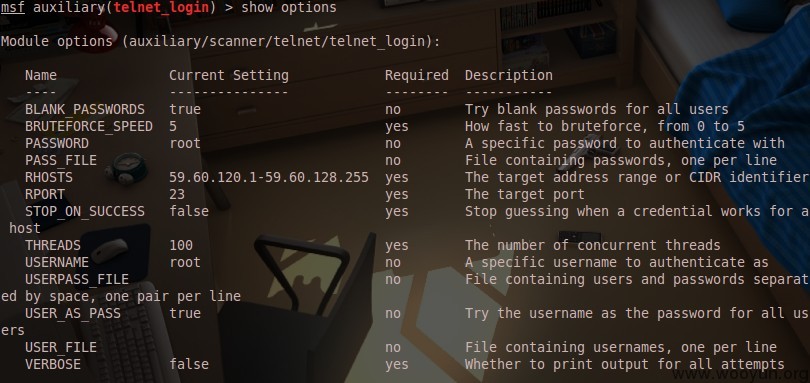 msf auxiliary(telnet_login) > show options
Module options (auxiliary/scanner/telnet/telnet_login):
Name Current Setting Required Description
---- --------------- -------- -----------
BLANK_PASSWORDS true no Try blank passwords for all users
BRUTEFORCE_SPEED 5 yes How fast to bruteforce, from 0 to 5
PASSWORD root no A specific password to authenticate with
PASS_FILE no File containing passwords, one per line
RHOSTS 59.60.120.1-59.60.128.255 yes The target address range or CIDR identifier
RPORT 23 yes The target port
STOP_ON_SUCCESS false yes Stop guessing when a credential works for a
host
THREADS 100 yes The number of concurrent threads
USERNAME root no A specific username to authenticate as
USERPASS_FILE no File containing users and passwords separat
ed by space, one pair per line
USER_AS_PASS true no Try the username as the password for all us
ers
USER_FILE no File containing usernames, one per line
VERBOSE false yes Whether to print output for all attempts
www.wooyun.org